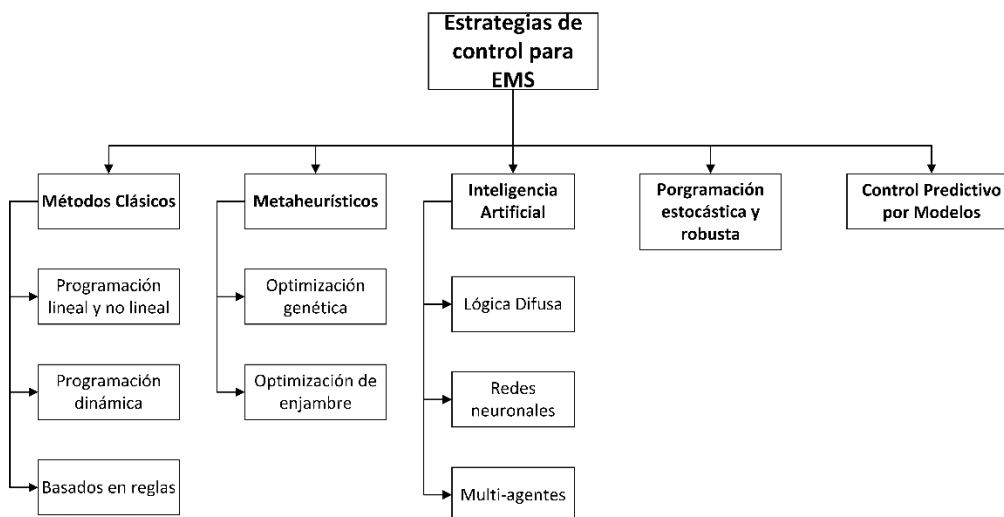 Estrategias de
control para
EMS
Métodos Clásicos
Metaheurísticos
Inteligencia
Artificial
Porgramación
estocástica y
robusta
Control Predictivo
por Modelos
Programación
lineal y no lineal
Optimización
genética
Lógica Difusa
Programación
dinámica
Optimización de
enjambre
Redes
neuronales
Basados en reglas
Multi-agentes